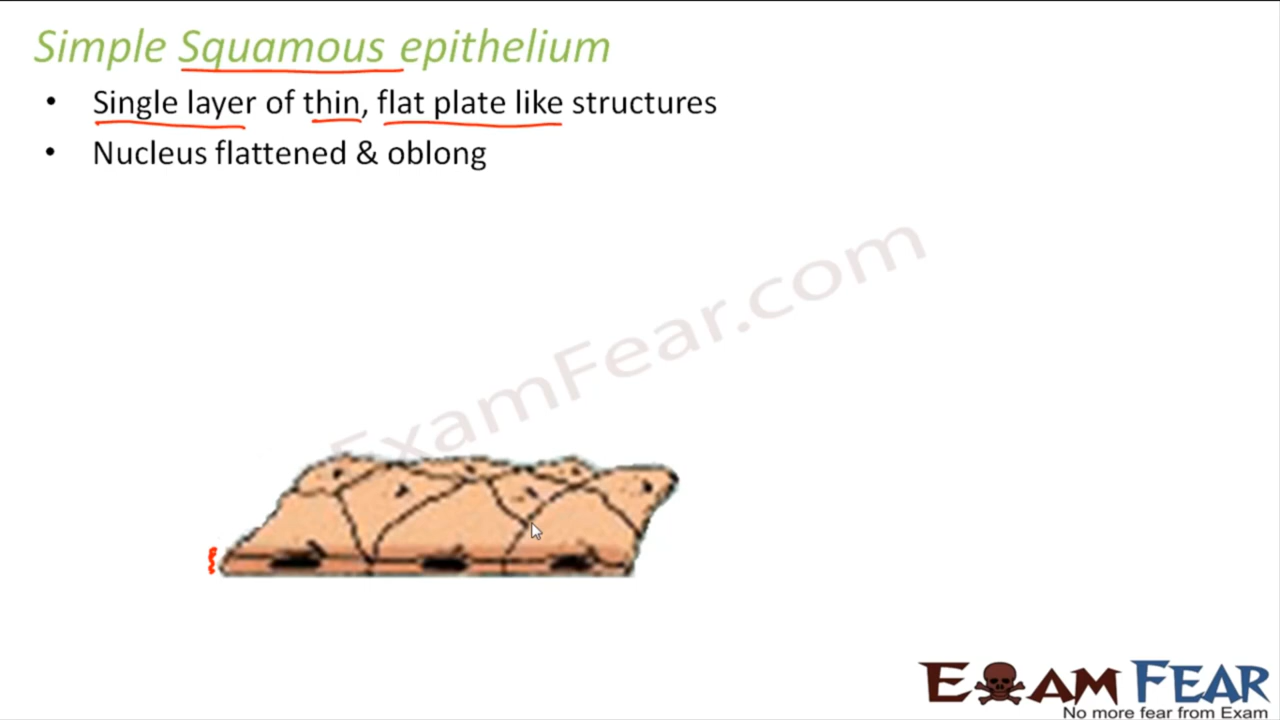 Simple Squamous epithelium
• Single layer of thin, flat plate like structures
• Nucleus flattened & oblong
ExamFear.com
EXAM FEAR
No more fear from Exam